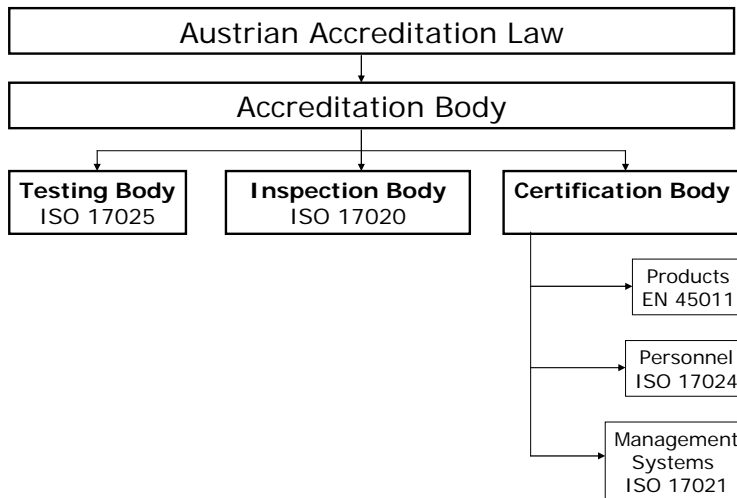 Austrian Accreditation Law
Accreditation Body
Testing Body
ISO 17025
Inspection Body
ISO 17020
Certification Body
Products
EN 45011
Personnel
ISO 17024
Management
Systems
ISO 17021